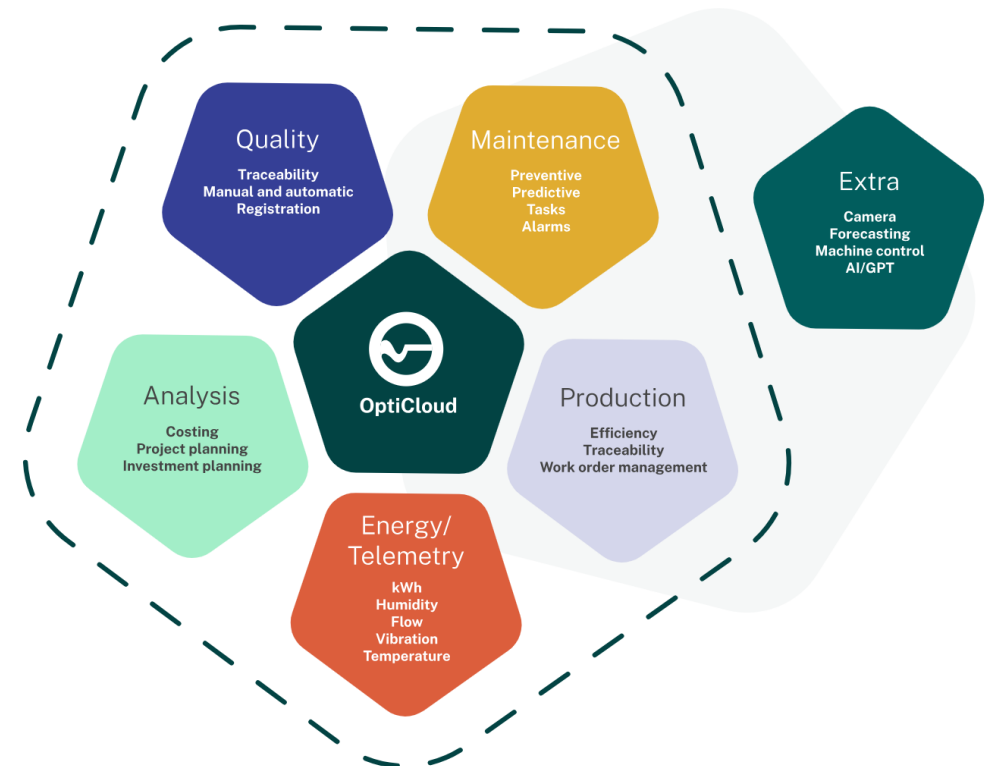 Quality
Traceability
Manual and automatic
Registration
Maintenance
Preventive
Predictive
Tasks
Alarms
Extra
Camera
Forecasting
Machine control
AI/GPT
OptiCloud
Analysis
Costing
Project planning
Investment planning
Production
Efficiency
Traceability
Work order management
Energy/
Telemetry
kWh
Humidity
Flow
Vibration
Temperature